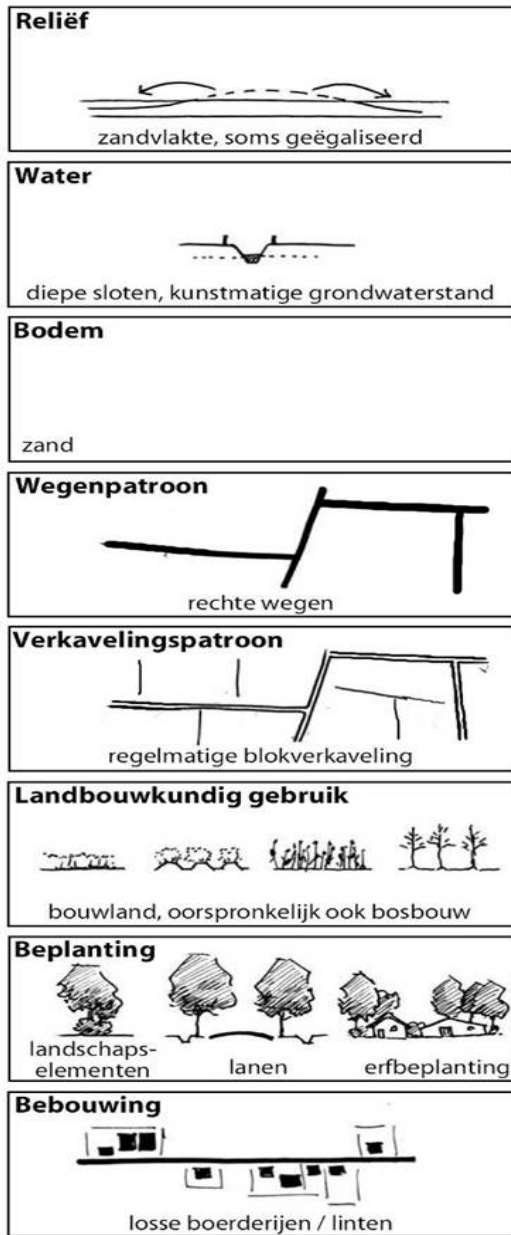 Reliëf
zandvlakte, soms geëgaliseerd
Water
diepe sloten, kunstmatige grondwaterstand
Bodem
zand
Wegenpatroon
rechte wegen
Verkavelingspatroon
regelmatige blokverkaveling
Landbouwkundig gebruik
bouwland, oorspronkelijk ook bosbouw
Beplanting
landschaps-
elementen
lanen
erfbeplanting
Bebouwing
losse boerderijen / linten